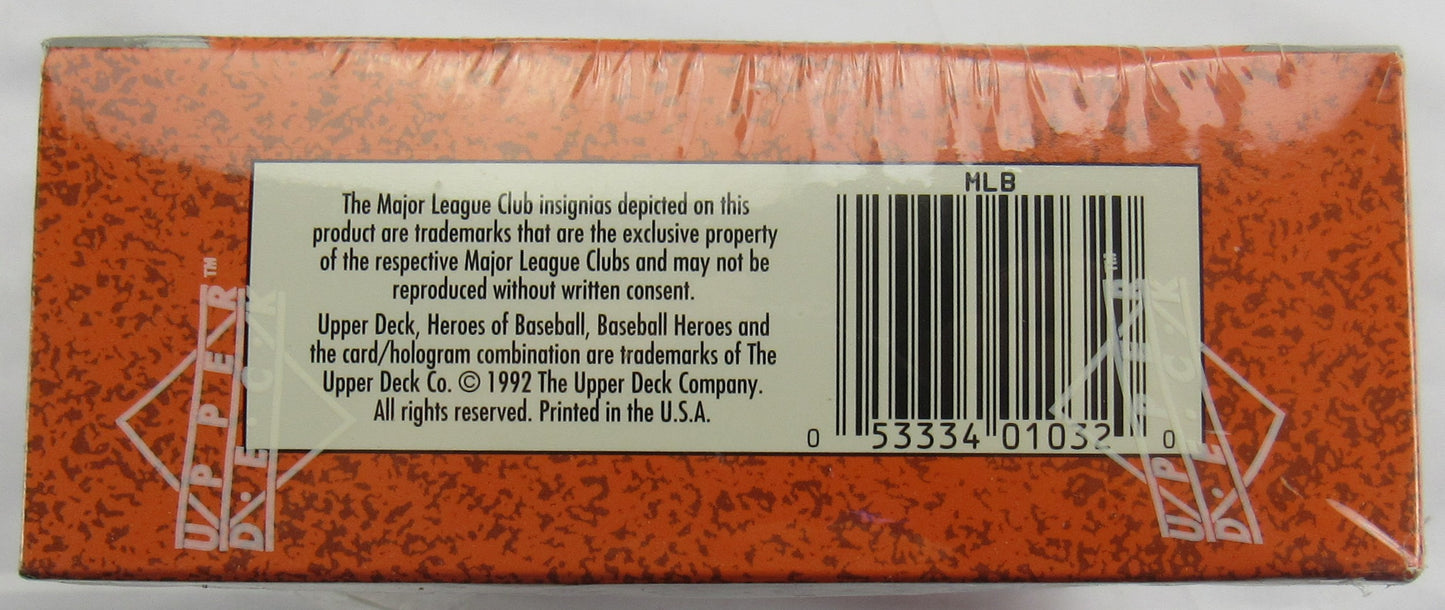 The Major League Club insignias depicted on this
product are trademarks that are the exclusive property
of the respective Major League Clubs and may not be
reproduced without written consent.
Upper Deck, Heroes of Baseball, Baseball Heroes and
the card/hologram combination are trademarks of The
Upper Deck Co. © 1992 The Upper Deck Company.
All rights reserved. Printed in the U.S.A.
MLB
0 53334 01032 0
UPPER
DECK
TM
UPPER
DECK
TM